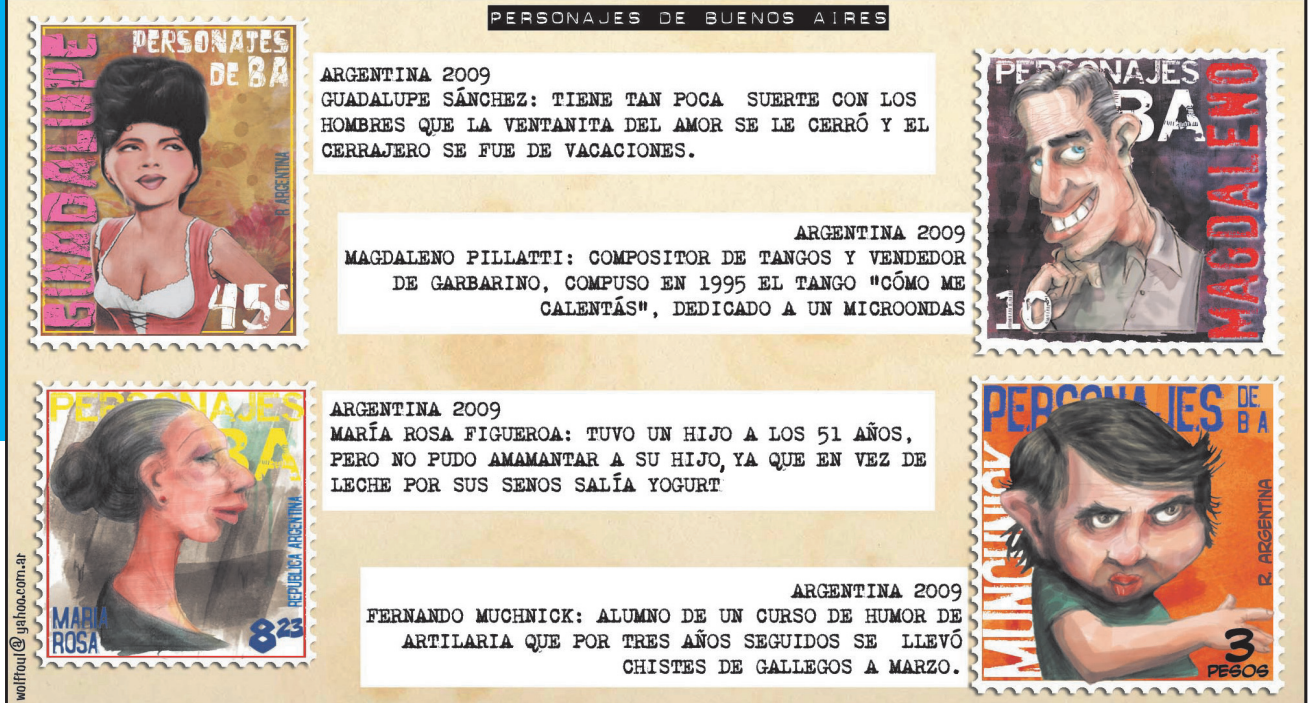 PERSONAJES DE BUENOS AIRES
PERSONAJES
DE BA
GUADALUPE
R ARGENTINA
45c
ARGENTINA 2009
GUADALUPE SÁNCHEZ: TIENE TAN POCA SUERTE CON LOS
HOMBRES QUE LA VENTANITA DEL AMOR SE LE CERRÓ Y EL
CERRAJERO SE FUE DE VACACIONES.
PERSONAJES
BA
MAGDALENO
10
ARGENTINA 2009
MAGDALENO PILLATTI: COMPOSITOR DE TANGOS Y VENDEDOR
DE GARBARINO, COMPUSO EN 1995 EL TANGO "CÓMO ME
CALENTÁS", DEDICADO A UN MICROONDAS
PERSONAJES
BA
REPUBLICA ARGENTINA
MARIA
ROSA
823
ARGENTINA 2009
MARÍA ROSA FIGUEROA: TUVO UN HIJO A LOS 51 AÑOS,
PERO NO PUDO AMAMANTAR A SU HIJO, YA QUE EN VEZ DE
LECHE POR SUS SENOS SALÍA YOGURT
PERSONAJES DE
BA
MUNCHICK
R. ARGENTINA
3
PESOS
ARGENTINA 2009
FERNANDO MUCHNICK: ALUMNO DE UN CURSO DE HUMOR DE
ARTILARIA QUE POR TRES AÑOS SEGUIDOS SE LLEVÓ
CHISTES DE GALLEGOS A MARZO.
wolftoul@yahoo.com.ar